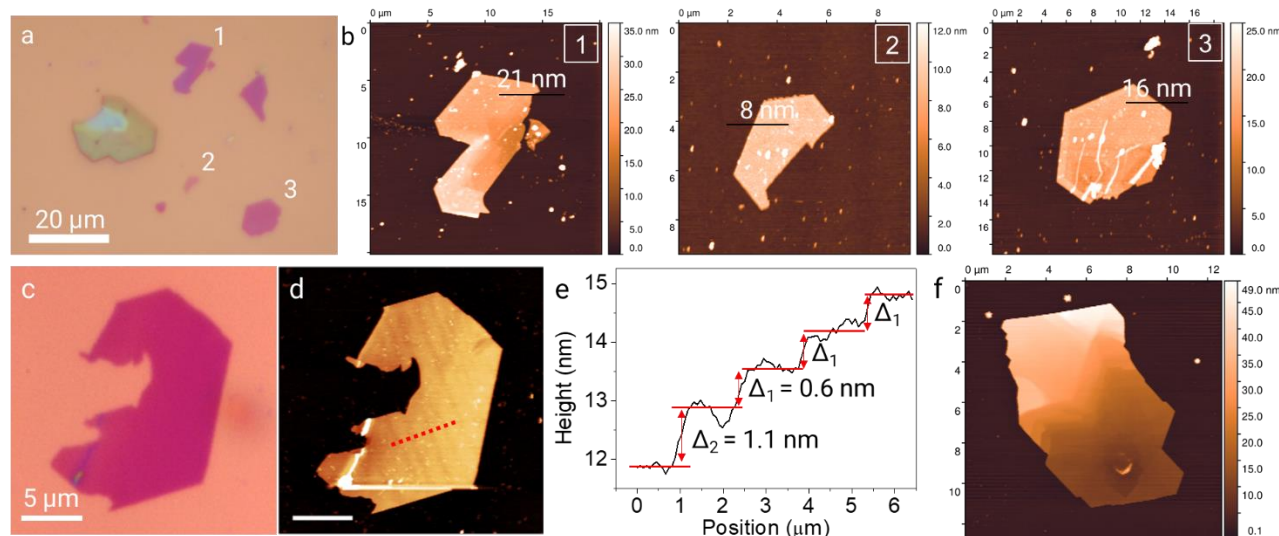 a
1
2
3
20 μm
b
0 μm 5 10 15 20
0
5
10
15
1
21 nm
35.0 nm
30.0
25.0
20.0
15.0
10.0
5.0
0.0
0 μm 2 4 6 8
0
2
4
6
8
2
8 nm
12.0 nm
10.0
8.0
6.0
4.0
2.0
0.0
0 μm 2 4 6 8 10 12 14 16
0
2
4
6
8
10
12
14
16
3
16 nm
25.0 nm
20.0
15.0
10.0
5.0
0.0
c
5 μm
d
e
15
14
13
12
Height (nm)
Δ₁
Δ₁
Δ₁ = 0.6 nm
Δ₂ = 1.1 nm
0 1 2 3 4 5 6
Position (μm)
f
0 μm 2 4 6 8 10 12
0
2
4
6
8
10
49.0 nm
40.0
35.0
30.0
25.0
20.0
15.0
10.0
0.1